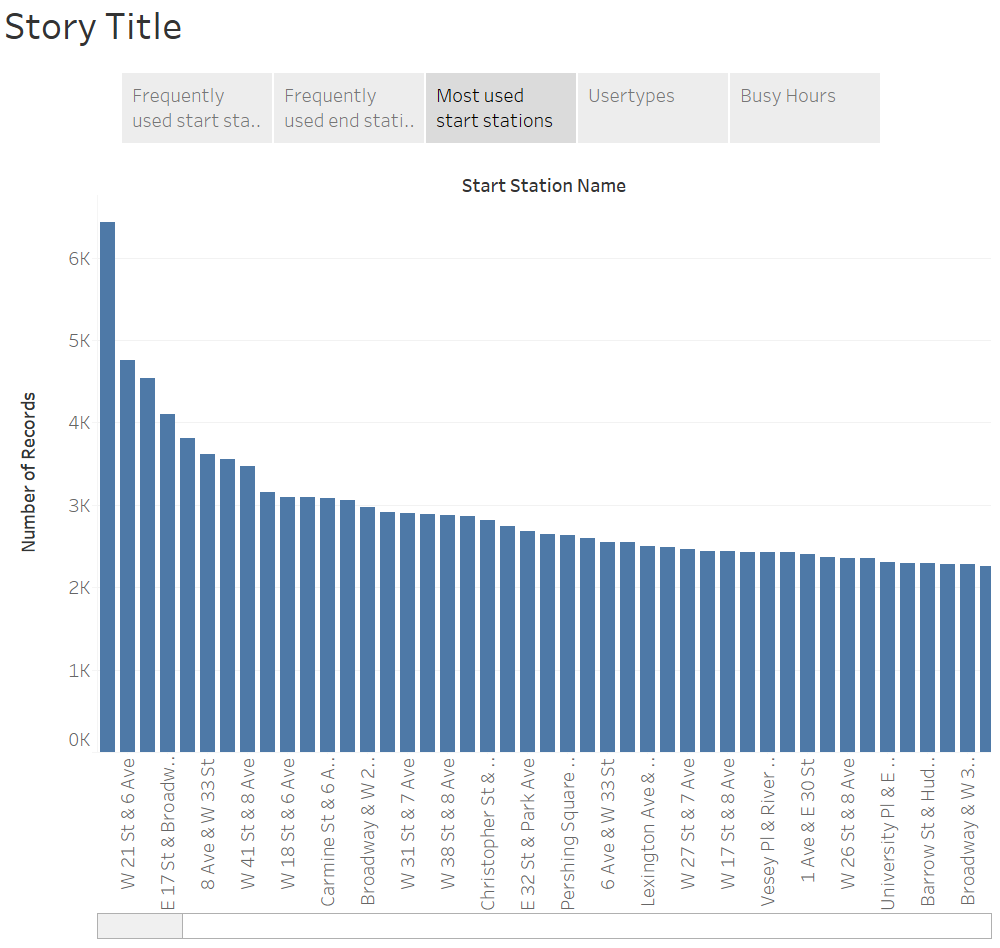 Story Title
Frequently
used start sta..
Frequently
used end stati..
Most used
start stations
Usertypes
Busy Hours
Start Station Name
Number of Records
6K
5K
4K
3K
2K
1K
0K
W 21 St & 6 Ave
E 17 St & Broadw..
8 Ave & W 33 St
W 41 St & 8 Ave
W 18 St & 6 Ave
Carmine St & 6 A..
Broadway & W 2..
W 31 St & 7 Ave
W 38 St & 8 Ave
Christopher St & ..
E 32 St & Park Ave
Pershing Square ..
6 Ave & W 33 St
Lexington Ave & ..
W 27 St & 7 Ave
W 17 St & 8 Ave
Vesey Pl & River ..
1 Ave & E 30 St
W 26 St & 8 Ave
University Pl & E ..
Barrow St & Hud..
Broadway & W 3..